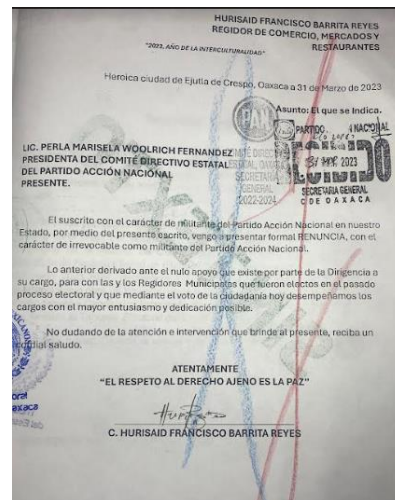 HURISAID FRANCISCO BARRITA REYES
REGIDOR DE COMERCIO, MERCADOS Y
RESTAURANTES
"2023, AÑO DE LA INTERCULTURALIDAD"
Heroica ciudad de Ejutla de Crespo, Oaxaca a 31 de Marzo de 2023
Asunto: El que se Indica.
PAN
PARTIDO NACIONAL
LIC. PERLA MARISELA WOOLRICH FERNANDEZ
PRESIDENTA DEL COMITÉ DIRECTIVO ESTATAL
DEL PARTIDO ACCIÓN NACIONAL
PRESENTE.
SECRETARIA
GENERAL
2022-2024
2023
RECIBIDO
SECRETARIA GENERAL
CDE OAXACA
El suscrito con el carácter de militante del Partido Acción Nacional en nuestro
Estado, por medio del presente escrito, vengo a presentar formal RENUNCIA, con el
carácter de irrevocable como militante del Partido Acción Nacional.
Lo anterior derivado ante el nulo apoyo que existe por parte de la Dirigencia a
su cargo, para con las y los Regidores Municipales que fueron electos en el pasado
proceso electoral y que mediante el voto de la ciudadanía hoy desempeñamos los
cargos con el mayor entusiasmo y dedicación posible.
No dudando de la atención e intervención que brinde al presente, reciba un
cordial saludo.
ATENTAMENTE
"EL RESPETO AL DERECHO AJENO ES LA PAZ"
C. HURISAID FRANCISCO BARRITA REYES